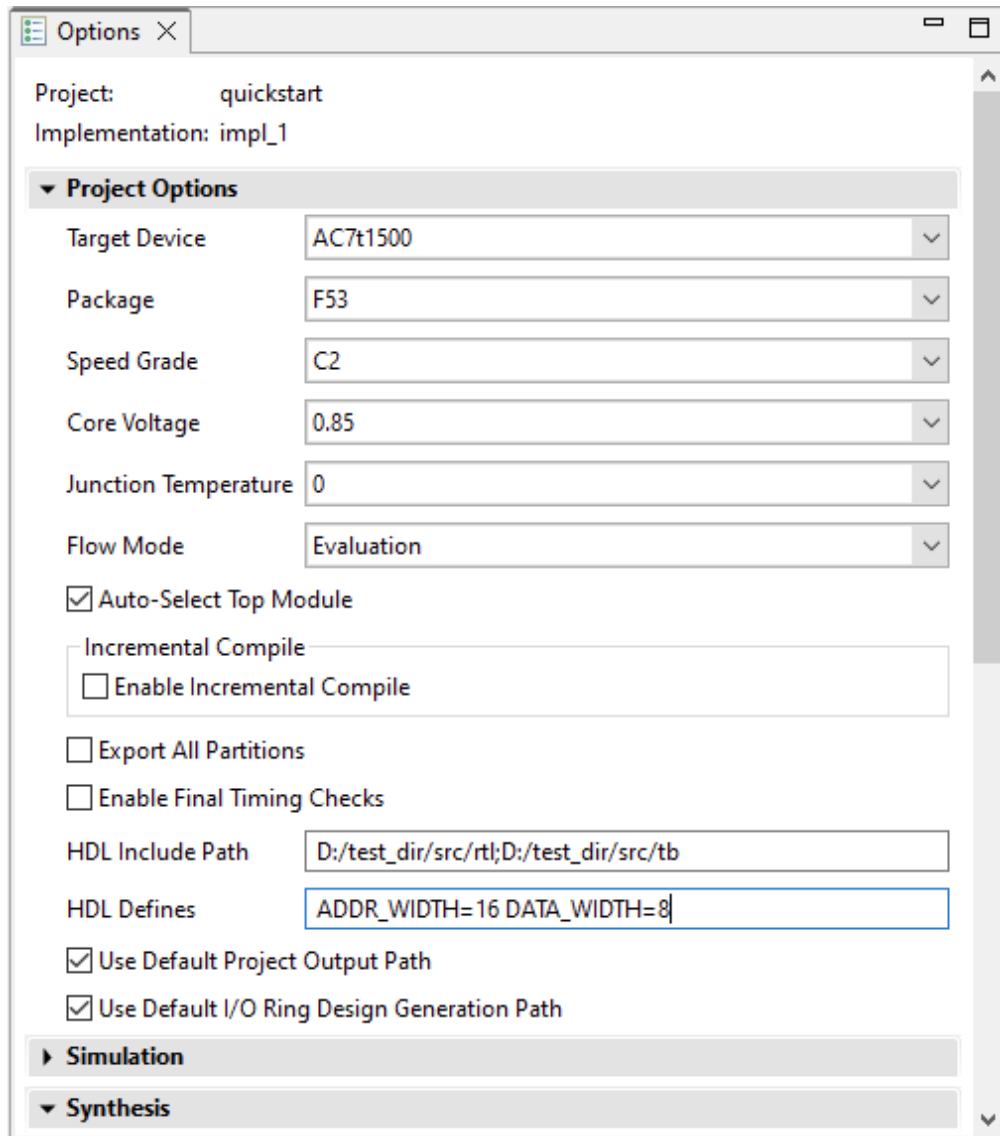 Options
Project: quickstart
Implementation: impl_1
Project Options
Target Device AC7t1500
Package F53
Speed Grade C2
Core Voltage 0.85
Junction Temperature 0
Flow Mode Evaluation
Auto-Select Top Module
Incremental Compile
Enable Incremental Compile
Export All Partitions
Enable Final Timing Checks
HDL Include Path D:/test_dir/src/rtl;D:/test_dir/src/tb
HDL Defines ADDR_WIDTH=16 DATA_WIDTH=8
Use Default Project Output Path
Use Default I/O Ring Design Generation Path
Simulation
Synthesis